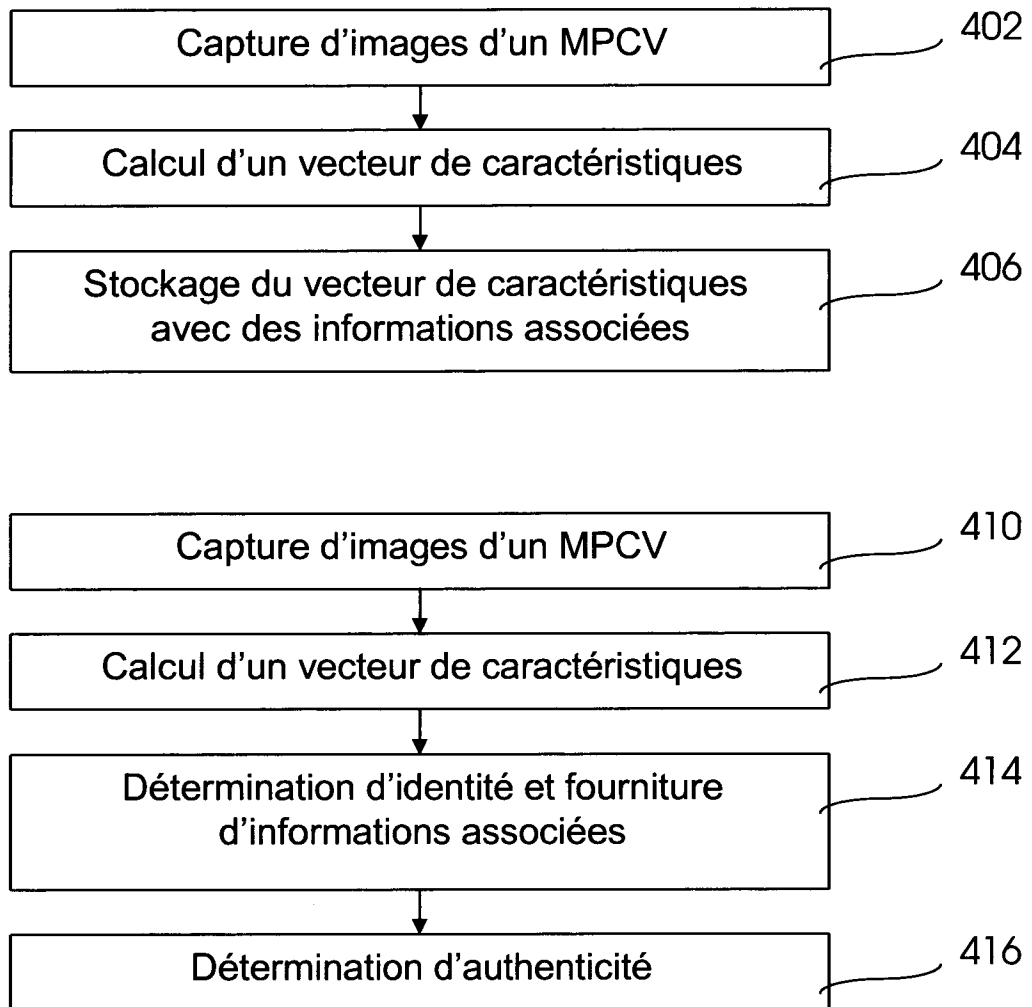 Capture d'images d'un MPCV
402
Calcul d'un vecteur de caractéristiques
404
Stockage du vecteur de caractéristiques
avec des informations associées
406
Capture d'images d'un MPCV
410
Calcul d'un vecteur de caractéristiques
412
Détermination d'identité et fourniture
d'informations associées
414
Détermination d'authenticité
416